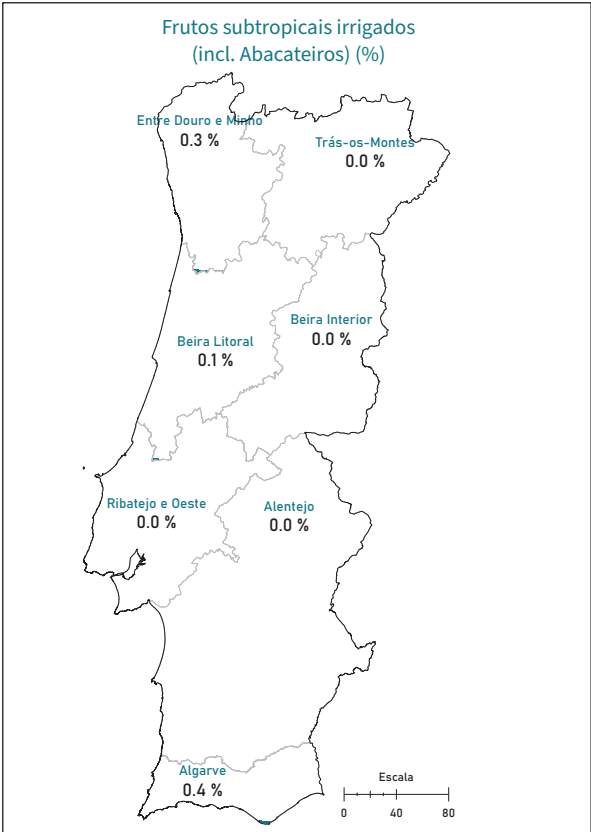 Frutos subtropicais irrigados
(incl. Abacateiros) (%)
Entre Douro e Minho
0.3 %
Trás-os-Montes
0.0 %
Beira Interior
0.0 %
Beira Litoral
0.1 %
Ribatejo e Oeste
0.0 %
Alentejo
0.0 %
Algarve
0.4 %
Escala
0 40 80